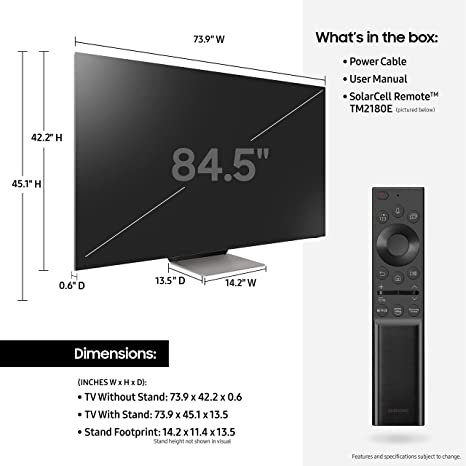 73.9" W
What's in the box:
• Power Cable
• User Manual
• SolarCell Remote™
TM2180E (pictured below)
42.2" H
45.1" H
84.5"
0.6" D
13.5" D
14.2" W
SAMSUNG
Dimensions:
(INCHES W x H x D):
• TV Without Stand: 73.9 x 42.2 x 0.6
• TV With Stand: 73.9 x 45.1 x 13.5
• Stand Footprint: 14.2 x 11.4 x 13.5
Stand height not shown in visual
Features and specifications subject to change.